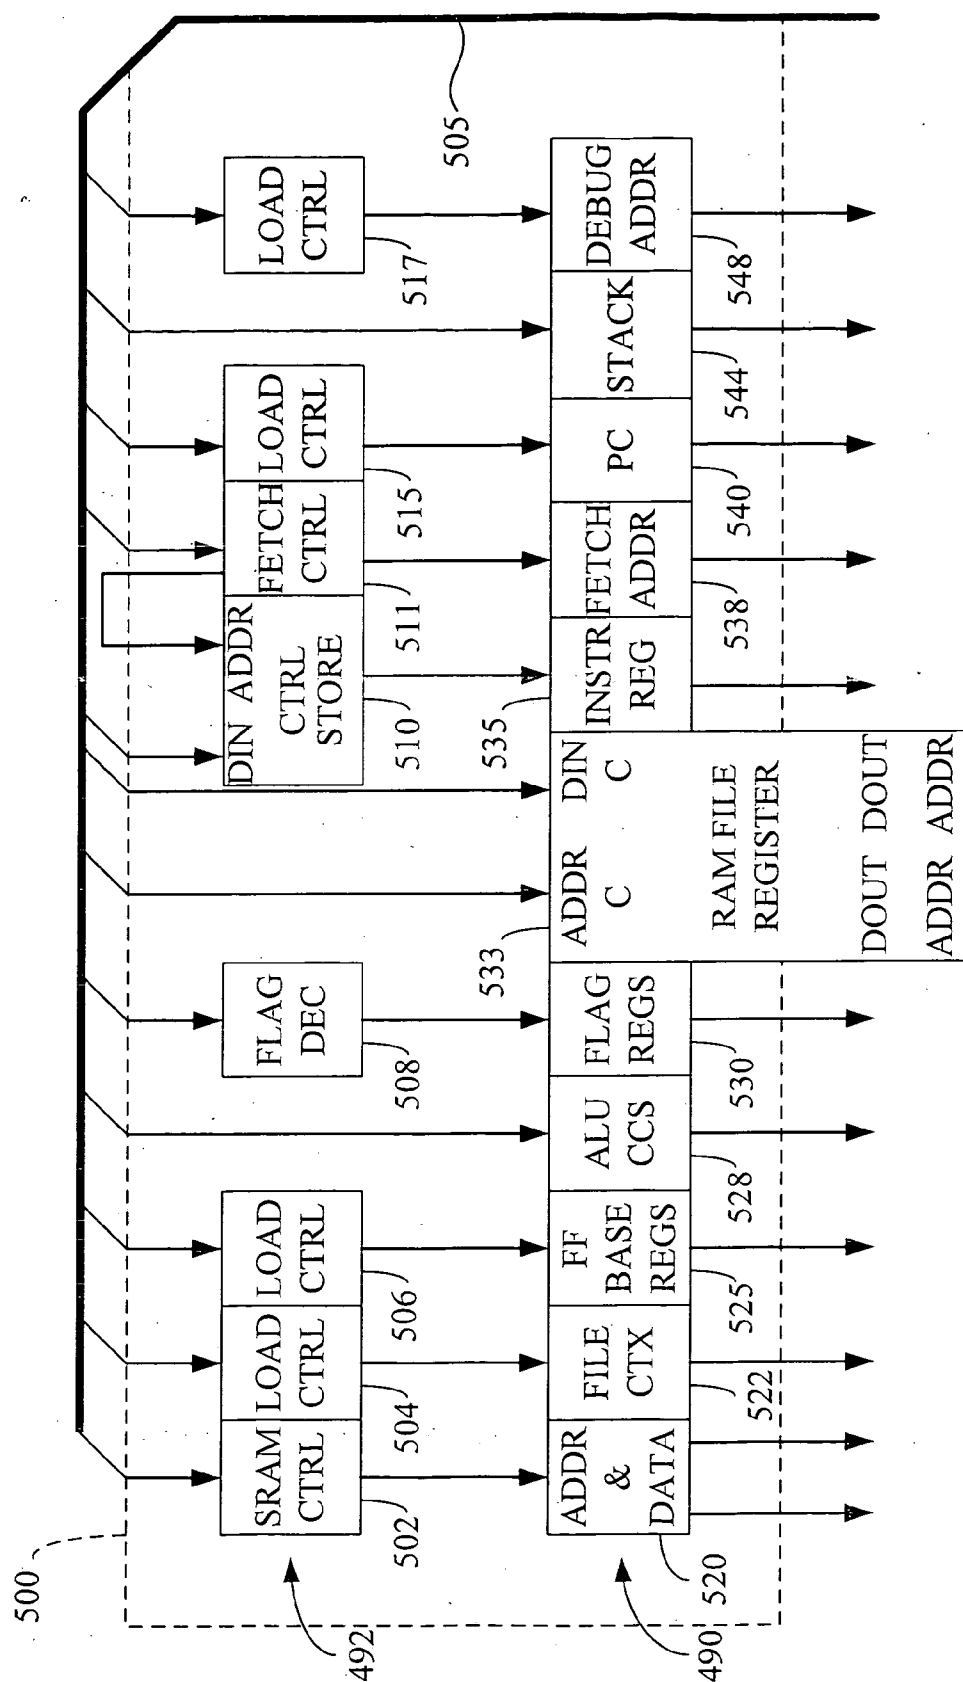 500
492
SRAM
CTRL
502
LOAD
CTRL
504
LOAD
CTRL
506
FLAG
DEC
508
DIN ADDR
CTRL
STORE
510
FETCH
CTRL
511
LOAD
CTRL
515
LOAD
CTRL
517
505
490
ADDR
&
DATA
520
FILE
CTX
522
FF
BASE
REGS
525
ALU
CCS
528
FLAG
REGS
530
533
ADDR DIN
C C
RAM FILE
REGISTER
DOUT DOUT
ADDR ADDR
535
INSTR
REG
FETCH
ADDR
538
PC
540
STACK
544
DEBUG
ADDR
548